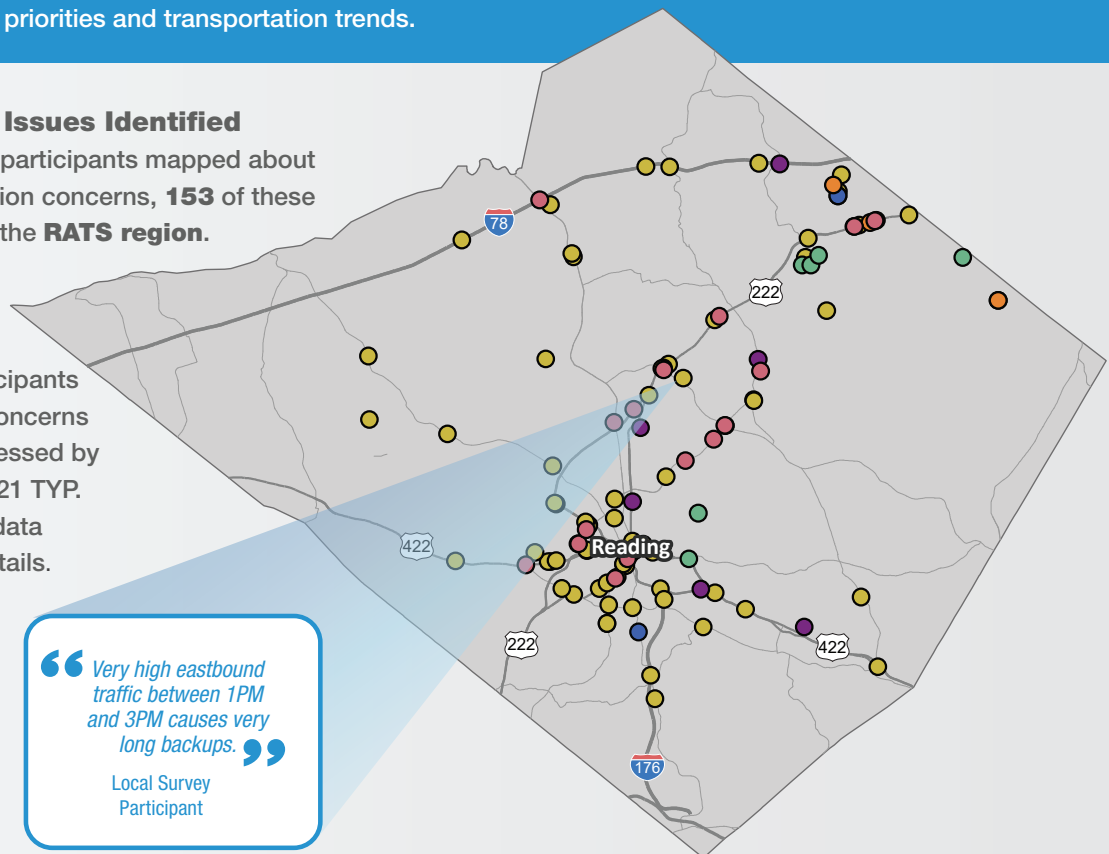 priorities and transportation trends.
Issues Identified
participants mapped about
ion concerns, 153 of these
the RATS region.
cipants
oncerns
essed by
21 TYP.
data
tails.
78
222
422
Reading
222
422
176
“ Very high eastbound
traffic between 1PM
and 3PM causes very
long backups. ”
Local Survey
Participant